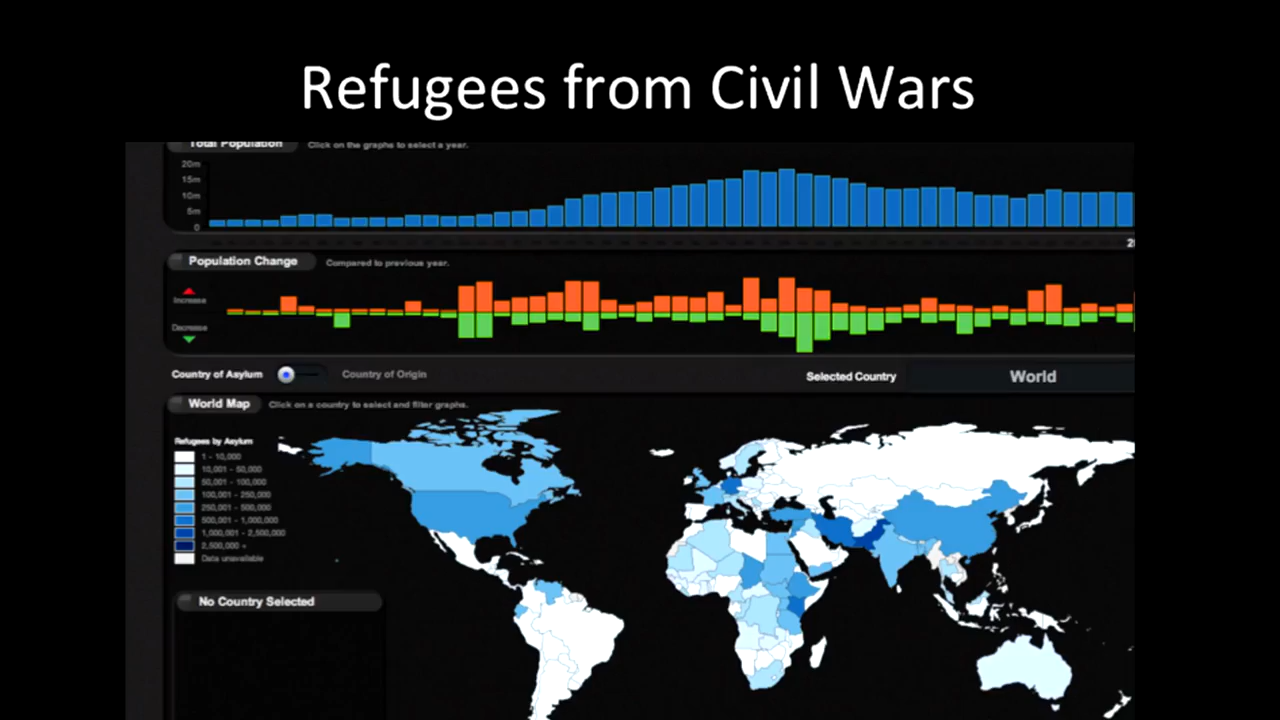 Refugees from Civil Wars
Total Population Click on the graphs to select a year.
20m
15m
10m
5m
0
2
Population Change Compared to previous year.
Increase
Decrease
Country of Asylum Country of Origin Selected Country World
World Map Click on a country to select and filter graphs.
Refugees by Asylum
1 - 10,000
10,001 - 50,000
50,001 - 100,000
100,001 - 250,000
250,001 - 500,000
500,001 - 1,000,000
1,000,001 - 2,500,000
2,500,000 +
Data unavailable
No Country Selected